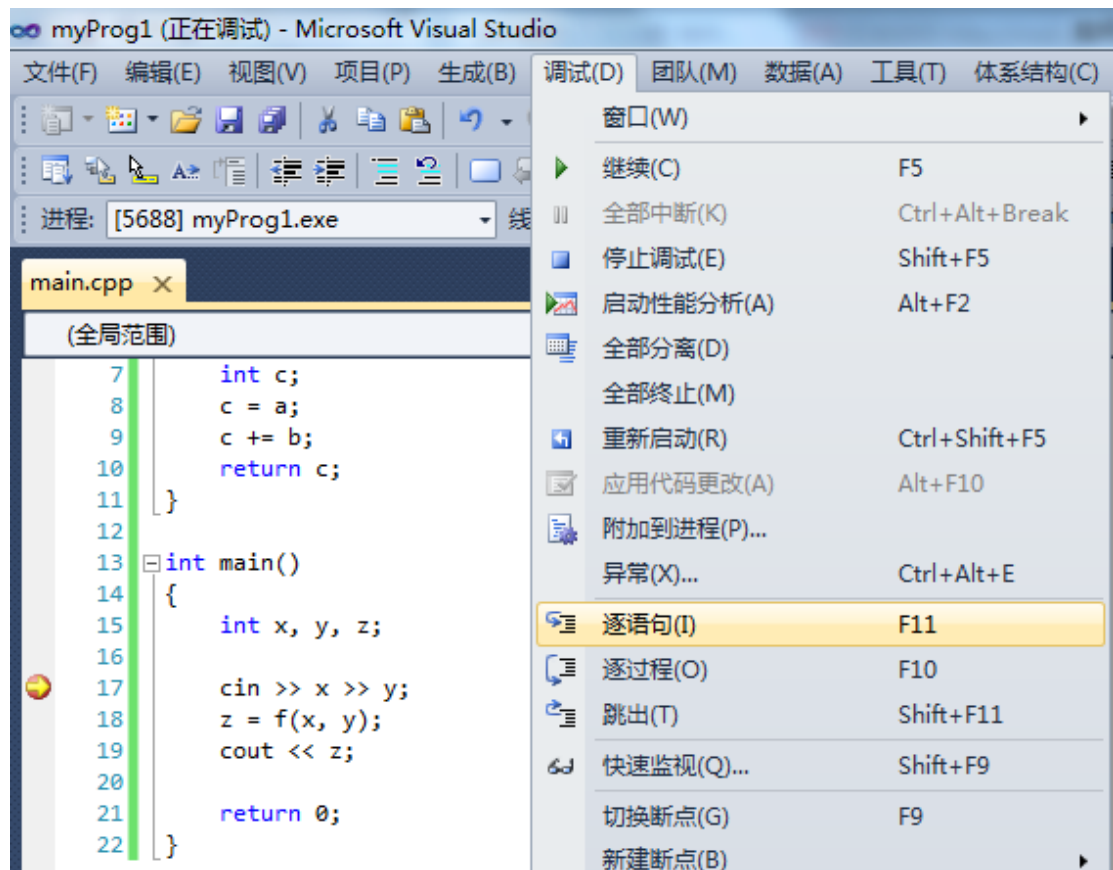 myProg1 (正在调试) - Microsoft Visual Studio
文件(F) 编辑(E) 视图(V) 项目(P) 生成(B) 调试(D) 团队(M) 数据(A) 工具(T) 体系结构(C)
进程: [5688] myProg1.exe 线
main.cpp
(全局范围)
7 int c;
8 c = a;
9 c += b;
10 return c;
11 }
12
13 int main()
14 {
15 int x, y, z;
16
17 cin >> x >> y;
18 z = f(x, y);
19 cout << z;
20
21 return 0;
22 }
窗口(W)
继续(C) F5
全部中断(K) Ctrl+Alt+Break
停止调试(E) Shift+F5
启动性能分析(A) Alt+F2
全部分离(D)
全部终止(M)
重新启动(R) Ctrl+Shift+F5
应用代码更改(A) Alt+F10
附加到进程(P)...
异常(X)... Ctrl+Alt+E
逐语句(I) F11
逐过程(O) F10
跳出(T) Shift+F11
快速监视(Q)... Shift+F9
切换断点(G) F9
新建断点(B)